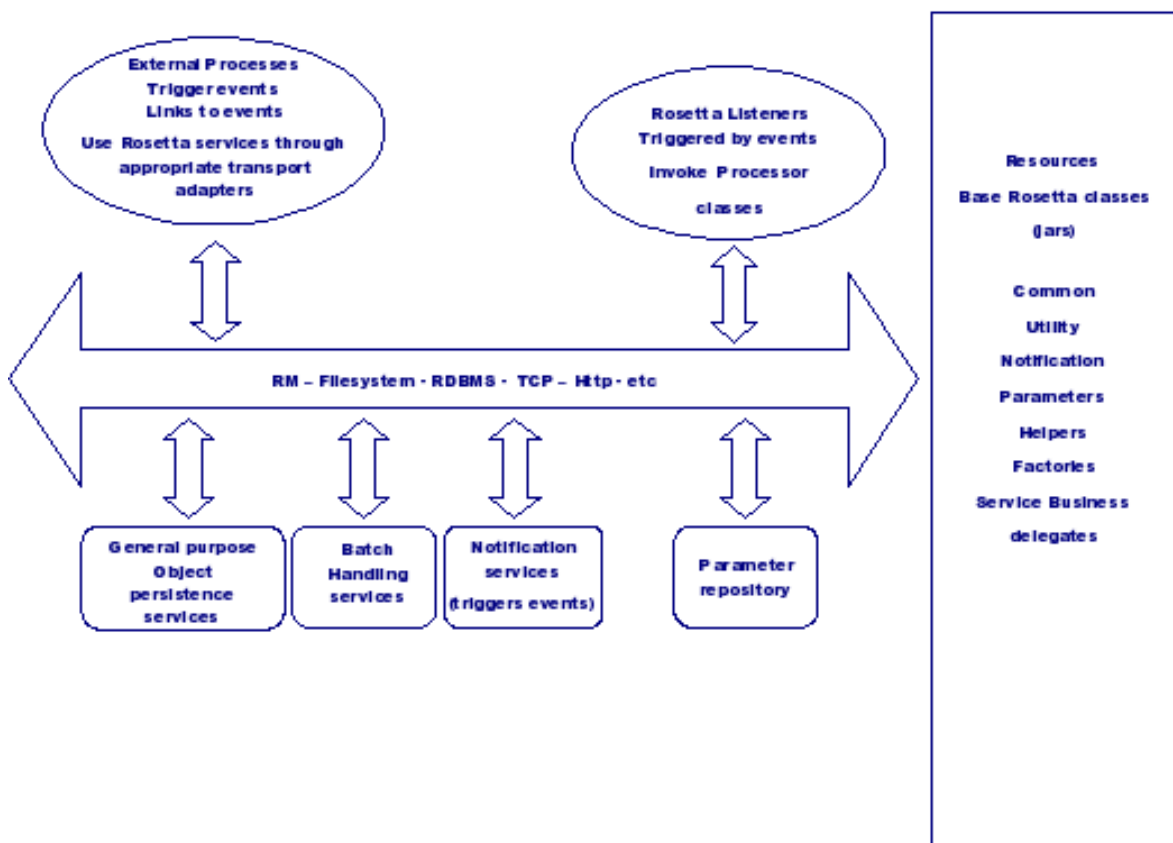 External Processes
Trigger events
Links to events
Use Rosetta services through
appropriate transport
adapters
Rosetta Listeners
Triggered by events
Invoke Processor
classes
RM – Filesystem - RDBMS - TCP – Http - etc
General purpose
Object
persistence
services
Batch
Handling
services
Notification
services
(triggers events)
Parameter
repository
Resources
Base Rosetta classes
(jars)
Common
Utility
Notification
Parameters
Helpers
Factories
Service Business
delegates